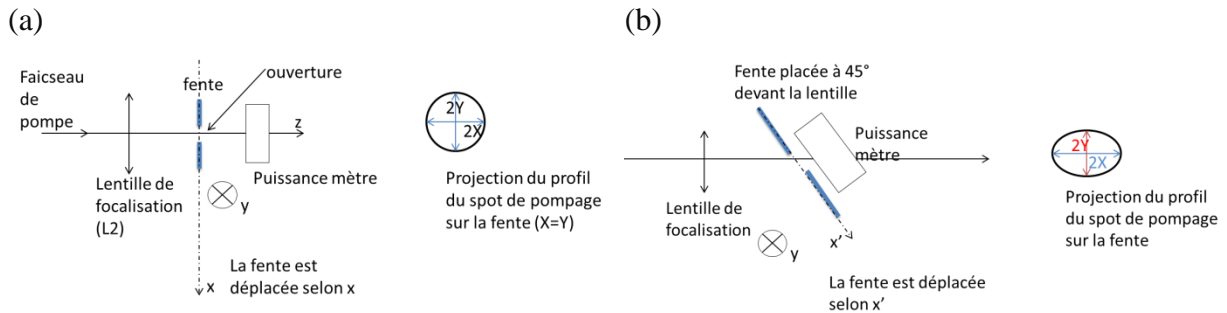 (a)
Faicseau
de
pompe
fente
ouverture
z
Lentille de
focalisation
(L2)
y
Puissance mètre
x
La fente est
déplacée selon x
2Y
2X
Projection du profil
du spot de pompage
sur la fente (X=Y)
(b)
Fente placée à 45°
devant la lentille
Puissance
mètre
Lentille de
focalisation
y
x'
La fente est déplacée
selon x'
2Y
2X
Projection du profil
du spot de pompage
sur la fente